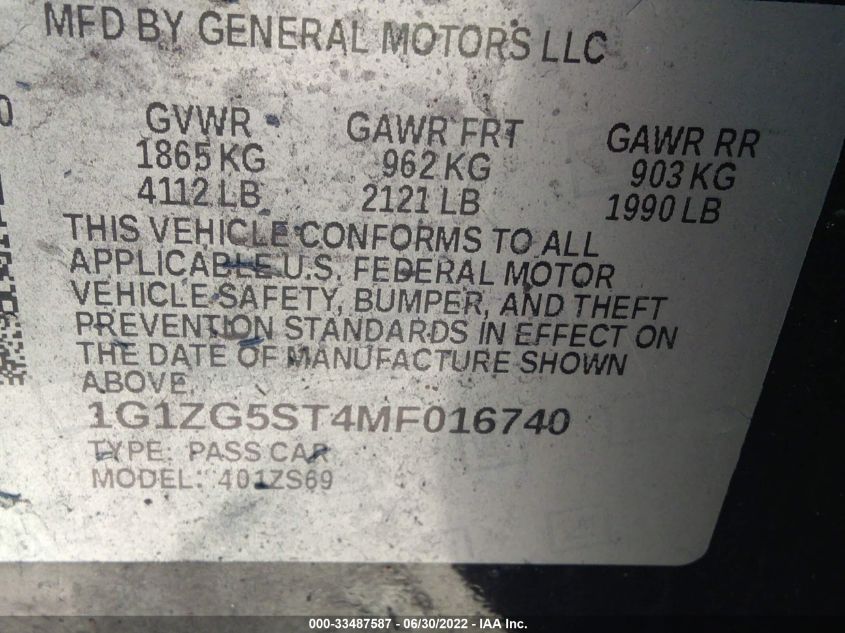 MFD BY GENERAL MOTORS LLC
0
GVWR GAWR FRT GAWR RR
1865 KG 962 KG 903 KG
4112 LB 2121 LB 1990 LB
THIS VEHICLE CONFORMS TO ALL
APPLICABLE U.S. FEDERAL MOTOR
VEHICLE SAFETY, BUMPER, AND THEFT
PREVENTION STANDARDS IN EFFECT ON
THE DATE OF MANUFACTURE SHOWN
ABOVE.
1G1ZG5ST4MF016740
TYPE: PASS CAR
MODEL: 401ZS69
000-33487587 - 06/30/2022 - IAA Inc.